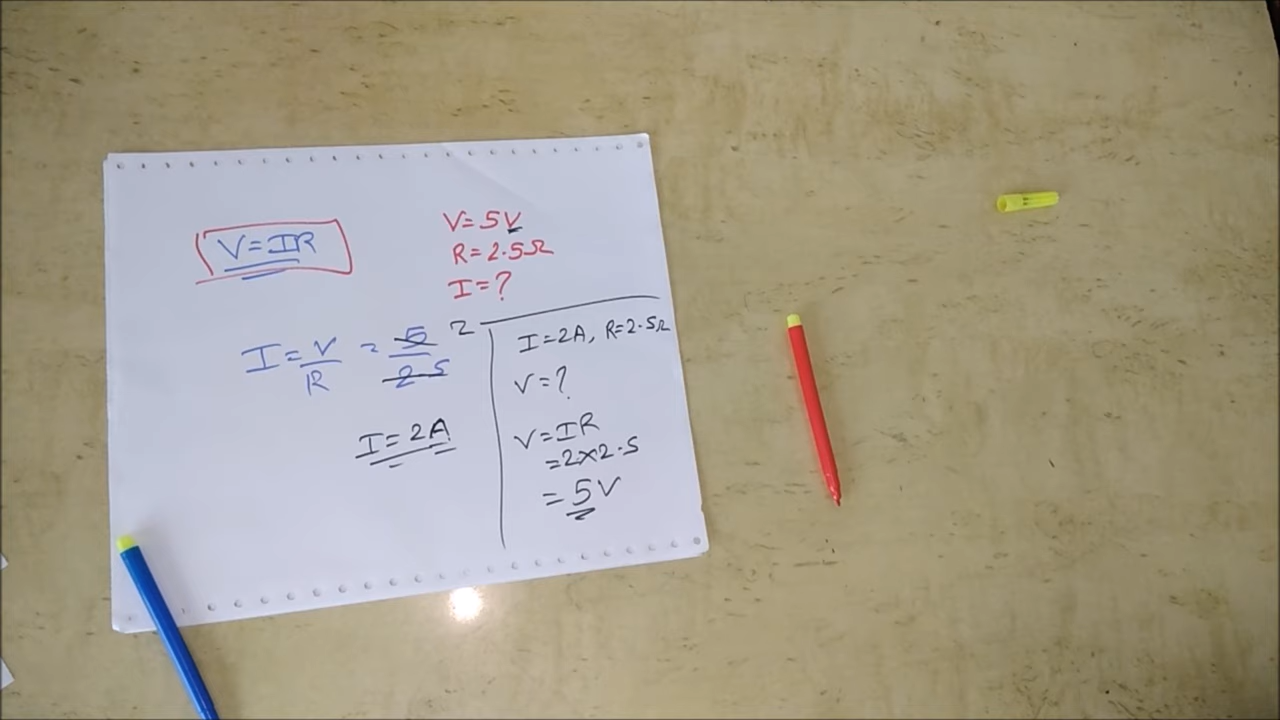 V=IR
V=5V
R=2.5Ω
I=?
I=V/R = 5/2.5 2
I=2A
I=2A, R=2.5Ω
V=?
V=IR
=2×2.5
=5V